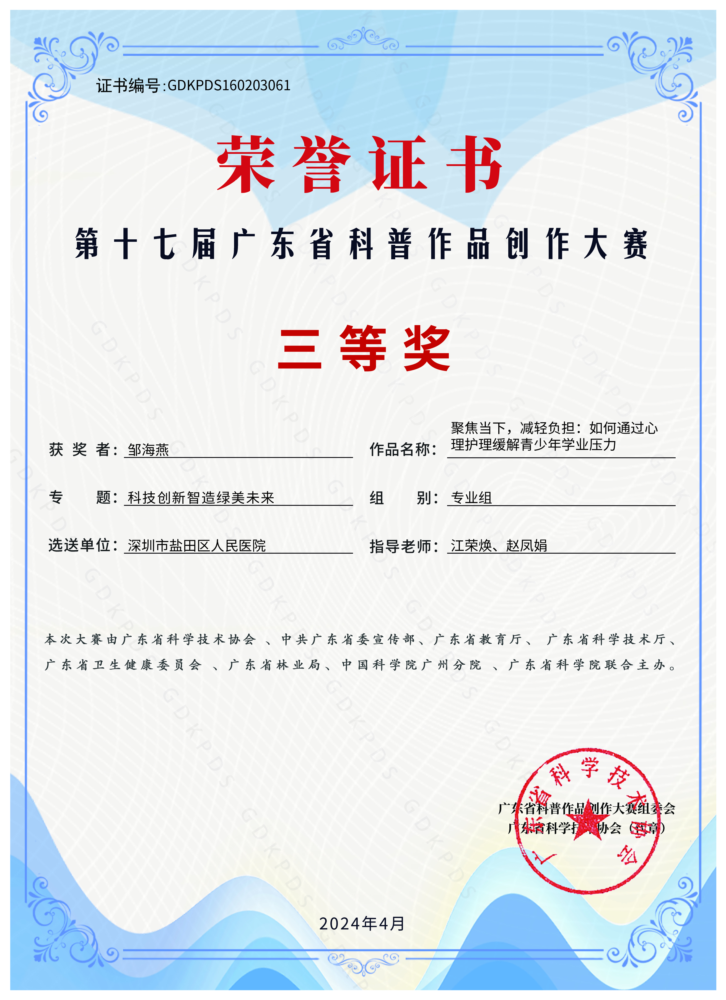 证书编号:GDKPDS160203061
荣誉证书
第十七届广东省科普作品创作大赛
三等奖
获奖者：邹海燕
作品名称：聚焦当下，减轻负担：如何通过心
理护理缓解青少年学业压力
专题：科技创新智造绿美未来
组别：专业组
选送单位：深圳市盐田区人民医院
指导老师：江荣焕、赵凤娟
本次大赛由广东省科学技术协会 、中共广东省委宣传部、广东省教育厅、 广东省科学技术厅、
广东省卫生健康委员会 、广东省林业局、中国科学院广州分院 、广东省科学院联合主办。
广东省科学技术协会
广东省科普作品创作大赛组委会
广东省科学技术协会（代章）
2024年4月
GDKPDS